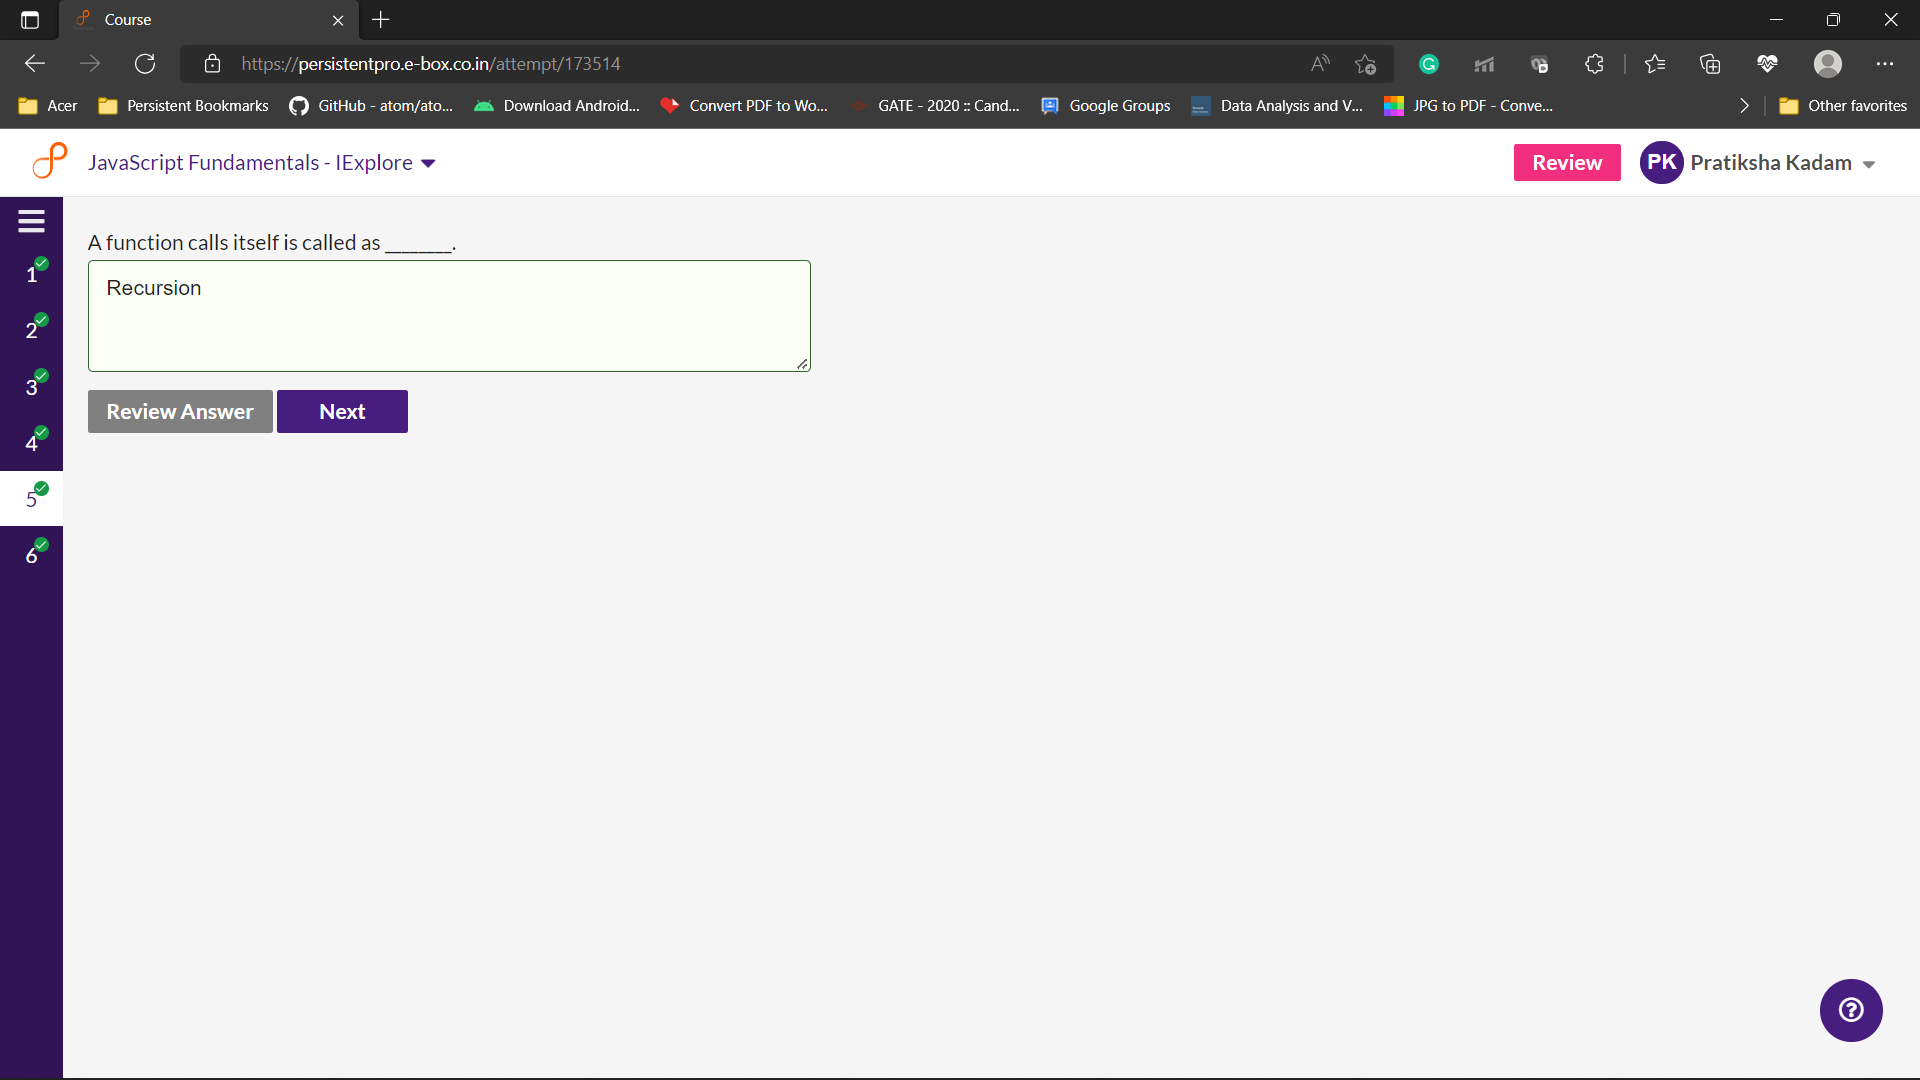 Course
https://persistentpro.e-box.co.in/attempt/173514
Acer
Persistent Bookmarks
GitHub - atom/ato...
Download Android...
Convert PDF to Wo...
GATE - 2020 :: Cand...
Google Groups
Data Analysis and V...
JPG to PDF - Conve...
Other favorites
JavaScript Fundamentals - IExplore
Review
PK
Pratiksha Kadam
A function calls itself is called as ________.
Recursion
Review Answer
Next
1
2
3
4
5
6